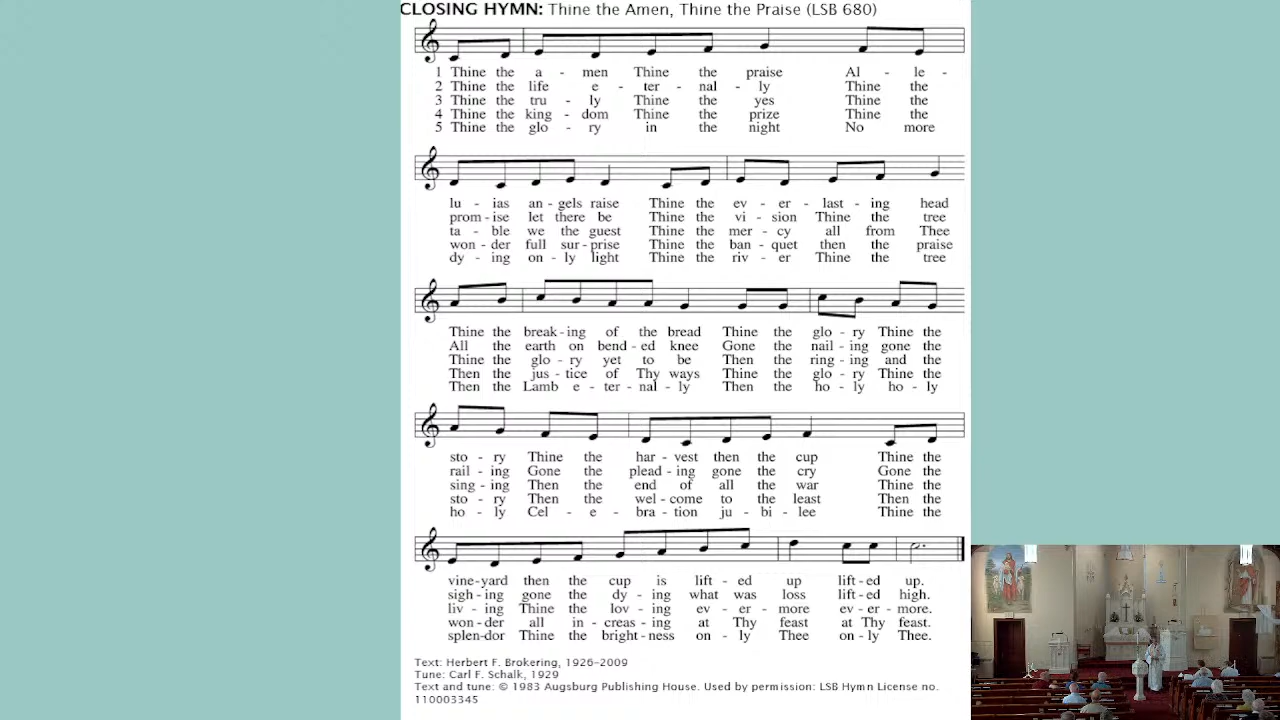 CLOSING HYMN: Thine the Amen, Thine the Praise (LSB 680)
1 Thine the a - men Thine the praise Al - le -
2 Thine the life e - ter - nal - ly Thine the
3 Thine the tru - ly Thine the yes Thine the
4 Thine the king - dom Thine the prize Thine the
5 Thine the glo - ry in the night No more
lu - ias an - gels raise Thine the ev - er - last - ing head
prom - ise let there be Thine the vi - sion Thine the tree
ta - ble we the guest Thine the mer - cy all from Thee
won - der full sur - prise Thine the ban - quet then the praise
dy - ing on - ly light Thine the riv - er Thine the tree
Thine the break - ing of the bread Thine the glo - ry Thine the
All the earth on bend - ed knee Gone the nail - ing gone the
Thine the glo - ry yet to be Then the ring - ing and the
Then the jus - tice of Thy ways Thine the glo - ry Thine the
Then the Lamb e - ter - nal - ly Then the ho - ly ho - ly
sto - ry Thine the har - vest then the cup Thine the
rail - ing Gone the plead - ing gone the cry Gone the
sing - ing Then the end of all the war Thine the
sto - ry Then the wel - come to the least Then the
ho - ly Cel - e - bra - tion ju - bi - lee Thine the
vine - yard then the cup is lift - ed up lift - ed up.
sigh - ing gone the dy - ing what was loss lift - ed high.
liv - ing Thine the lov - ing ev - er - more ev - er - more.
won - der all in - creas - ing at Thy feast at Thy feast.
splen - dor Thine the bright - ness on - ly Thee on - ly Thee.
Text: Herbert F. Brokering, 1926-2009
Tune: Carl F. Schalk, 1929
Text and tune: © 1983 Augsburg Publishing House. Used by permission: LSB Hymn License no.
110003345